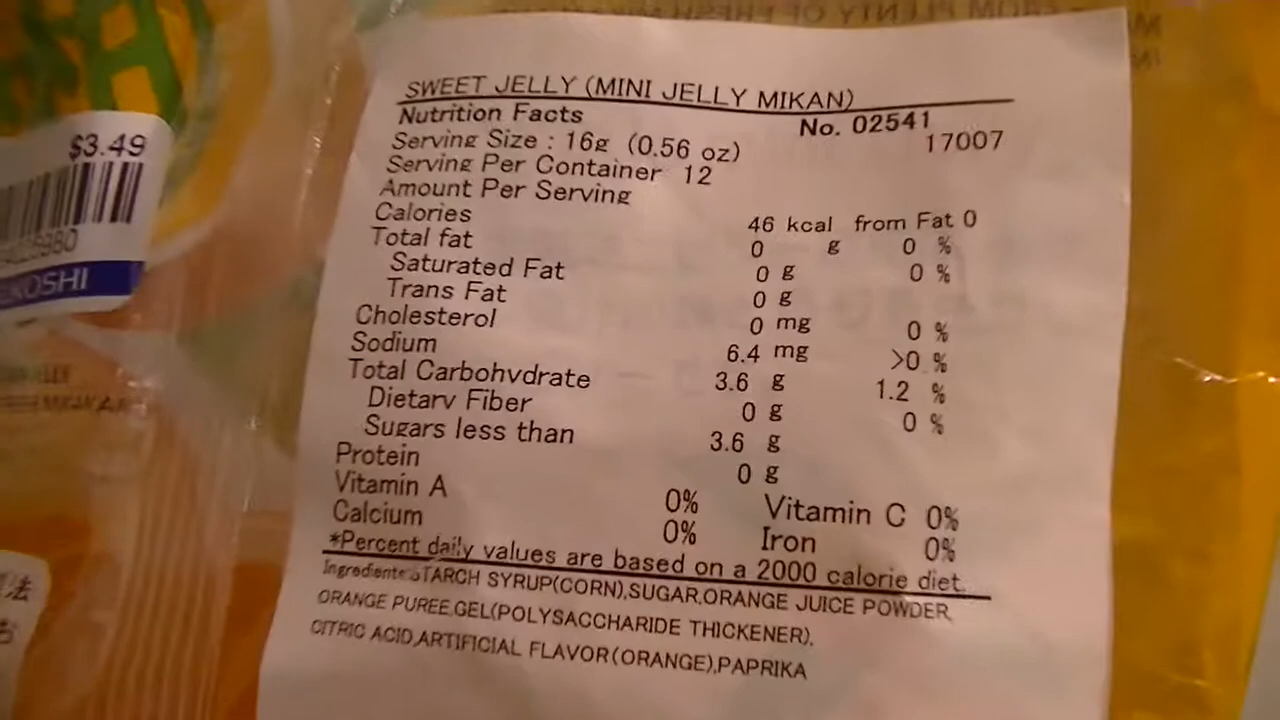 SWEET JELLY (MINI JELLY MIKAN)
Nutrition Facts No. 02541
17007
Serving Size : 16g (0.56 oz)
Serving Per Container 12
Amount Per Serving
Calories 46 kcal from Fat 0
Total fat 0 g 0 %
Saturated Fat 0 g 0 %
Trans Fat 0 g
Cholesterol 0 mg 0 %
Sodium 6.4 mg >0 %
Total Carbohvdrate 3.6 g 1.2 %
Dietarv Fiber 0 g 0 %
Sugars less than 3.6 g
Protein 0 g
Vitamin A 0% Vitamin C 0%
Calcium 0% Iron 0%
*Percent daily values are based on a 2000 calorie diet.
Ingredients STARCH SYRUP(CORN),SUGAR,ORANGE JUICE POWDER,
ORANGE PUREE,GEL(POLYSACCHARIDE THICKENER),
CITRIC ACID,ARTIFICIAL FLAVOR(ORANGE),PAPRIKA
$3.49
法